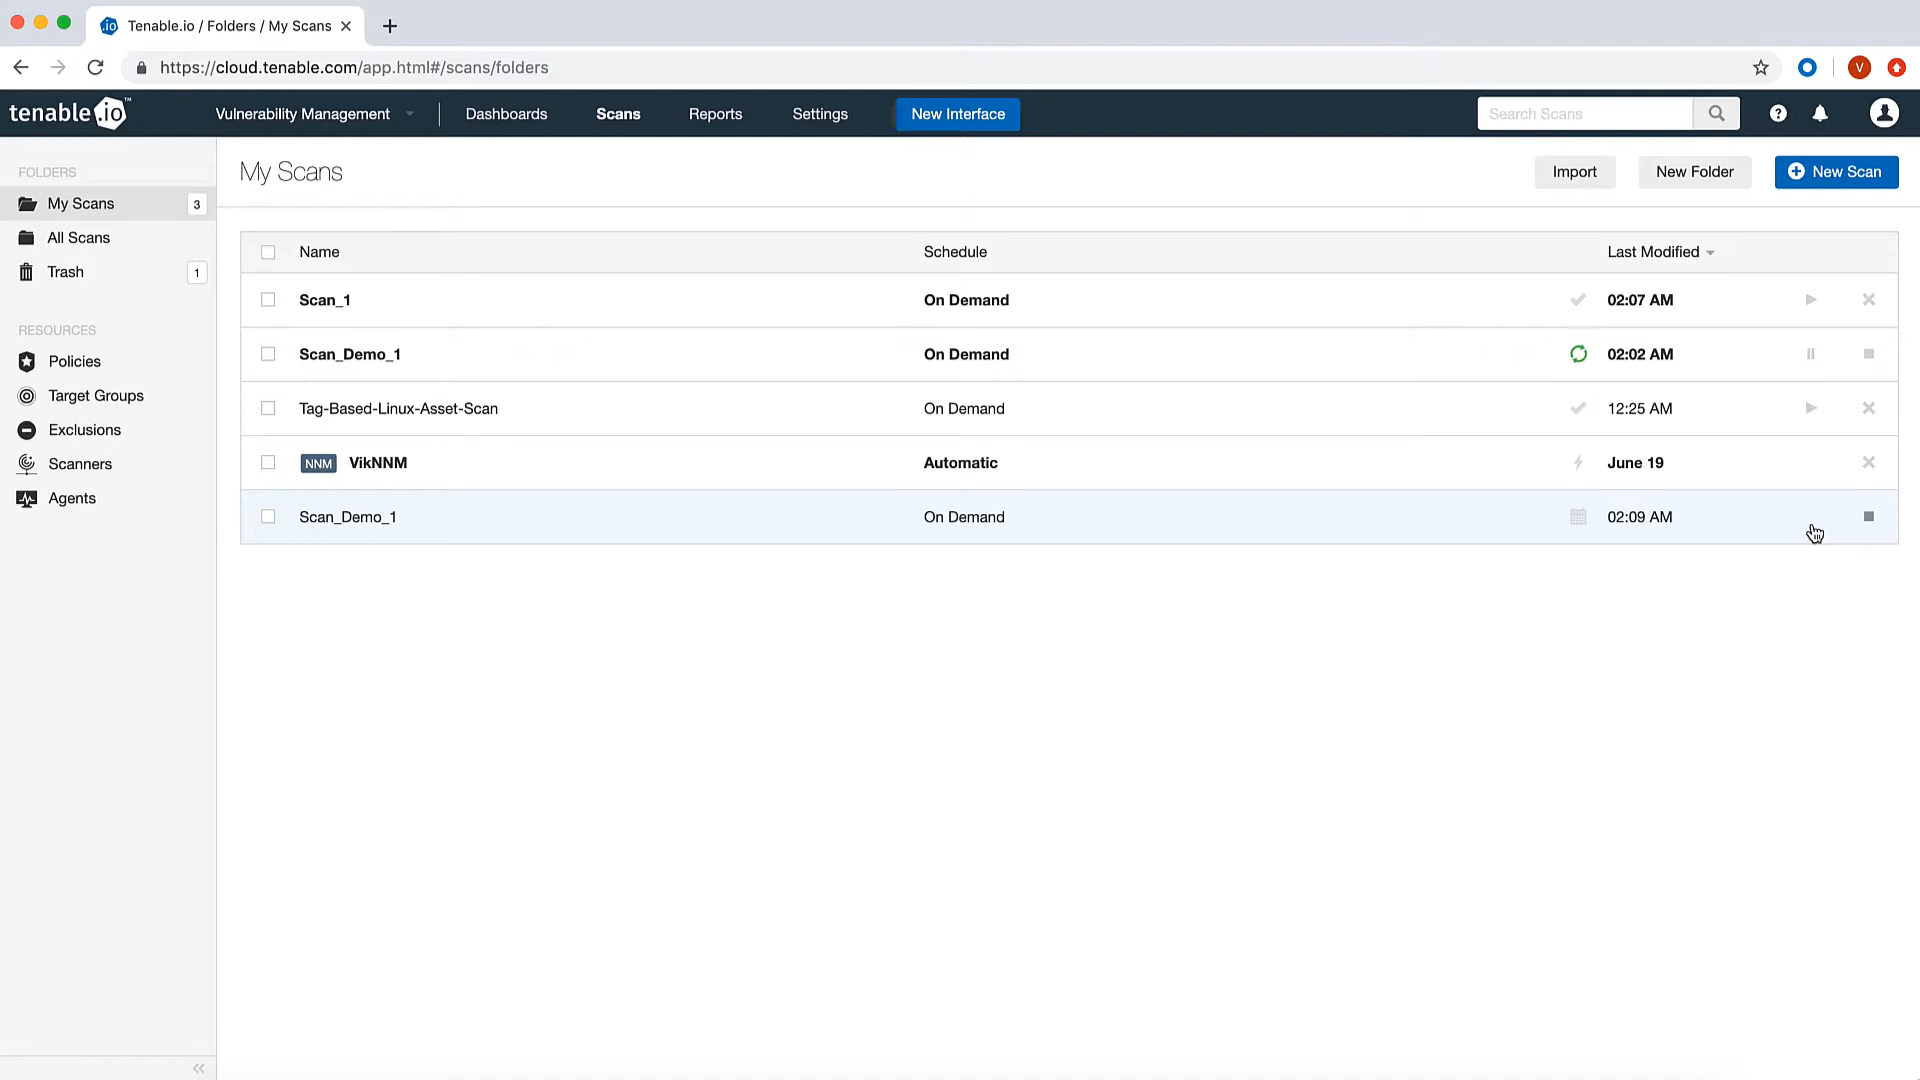 Tenable.io / Folders / My Scans
https://cloud.tenable.com/app.html#/scans/folders
V
tenable.io™
Vulnerability Management
Dashboards
Scans
Reports
Settings
New Interface
Search Scans
?
FOLDERS
My Scans 3
All Scans
Trash 1
RESOURCES
Policies
Target Groups
Exclusions
Scanners
Agents
My Scans
Import
New Folder
New Scan
Name Schedule Last Modified
Scan_1 On Demand 02:07 AM
Scan_Demo_1 On Demand 02:02 AM
Tag-Based-Linux-Asset-Scan On Demand 12:25 AM
NNM VikNNM Automatic June 19
Scan_Demo_1 On Demand 02:09 AM